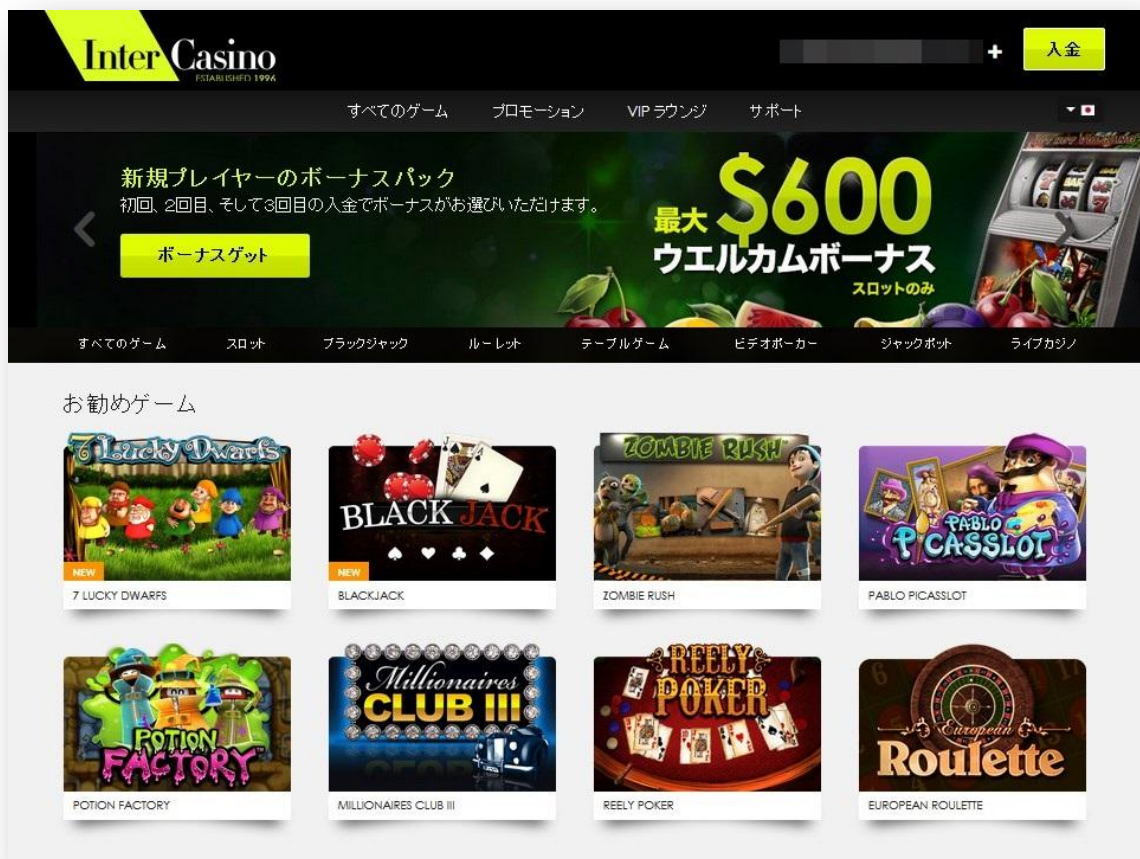 Inter Casino
ESTABLISHED 1996
入金
すべてのゲーム プロモーション VIP ラウンジ サポート
新規プレイヤーのボーナスパック
初回、2回目、そして3回目の入金でボーナスがお選びいただけます。
ボーナスゲット
最大 $600
ウエルカムボーナス
スロットのみ
すべてのゲーム スロット ブラックジャック ルーレット テーブルゲーム ビデオポーカー ジャックポット ライブカジノ
お勧めゲーム
7 Lucky Dwarfs
NEW
7 LUCKY DWARFS
BLACK JACK
NEW
BLACKJACK
ZOMBIE RUSH
ZOMBIE RUSH
PABLO PICASSLOT
PABLO PICASSLOT
POTION FACTORY
POTION FACTORY
Millionaires CLUB III
MILLIONAIRES CLUB III
REELY POKER
REELY POKER
European Roulette
EUROPEAN ROULETTE